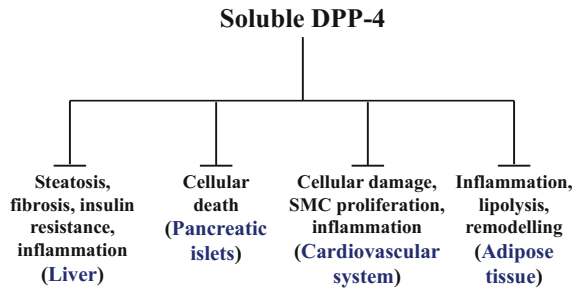 Soluble DPP-4
Steatosis,
fibrosis, insulin
resistance,
inflammation
(Liver)
Cellular
death
(Pancreatic
islets)
Cellular damage,
SMC proliferation,
inflammation
(Cardiovascular
system)
Inflammation,
lipolysis,
remodelling
(Adipose
tissue)